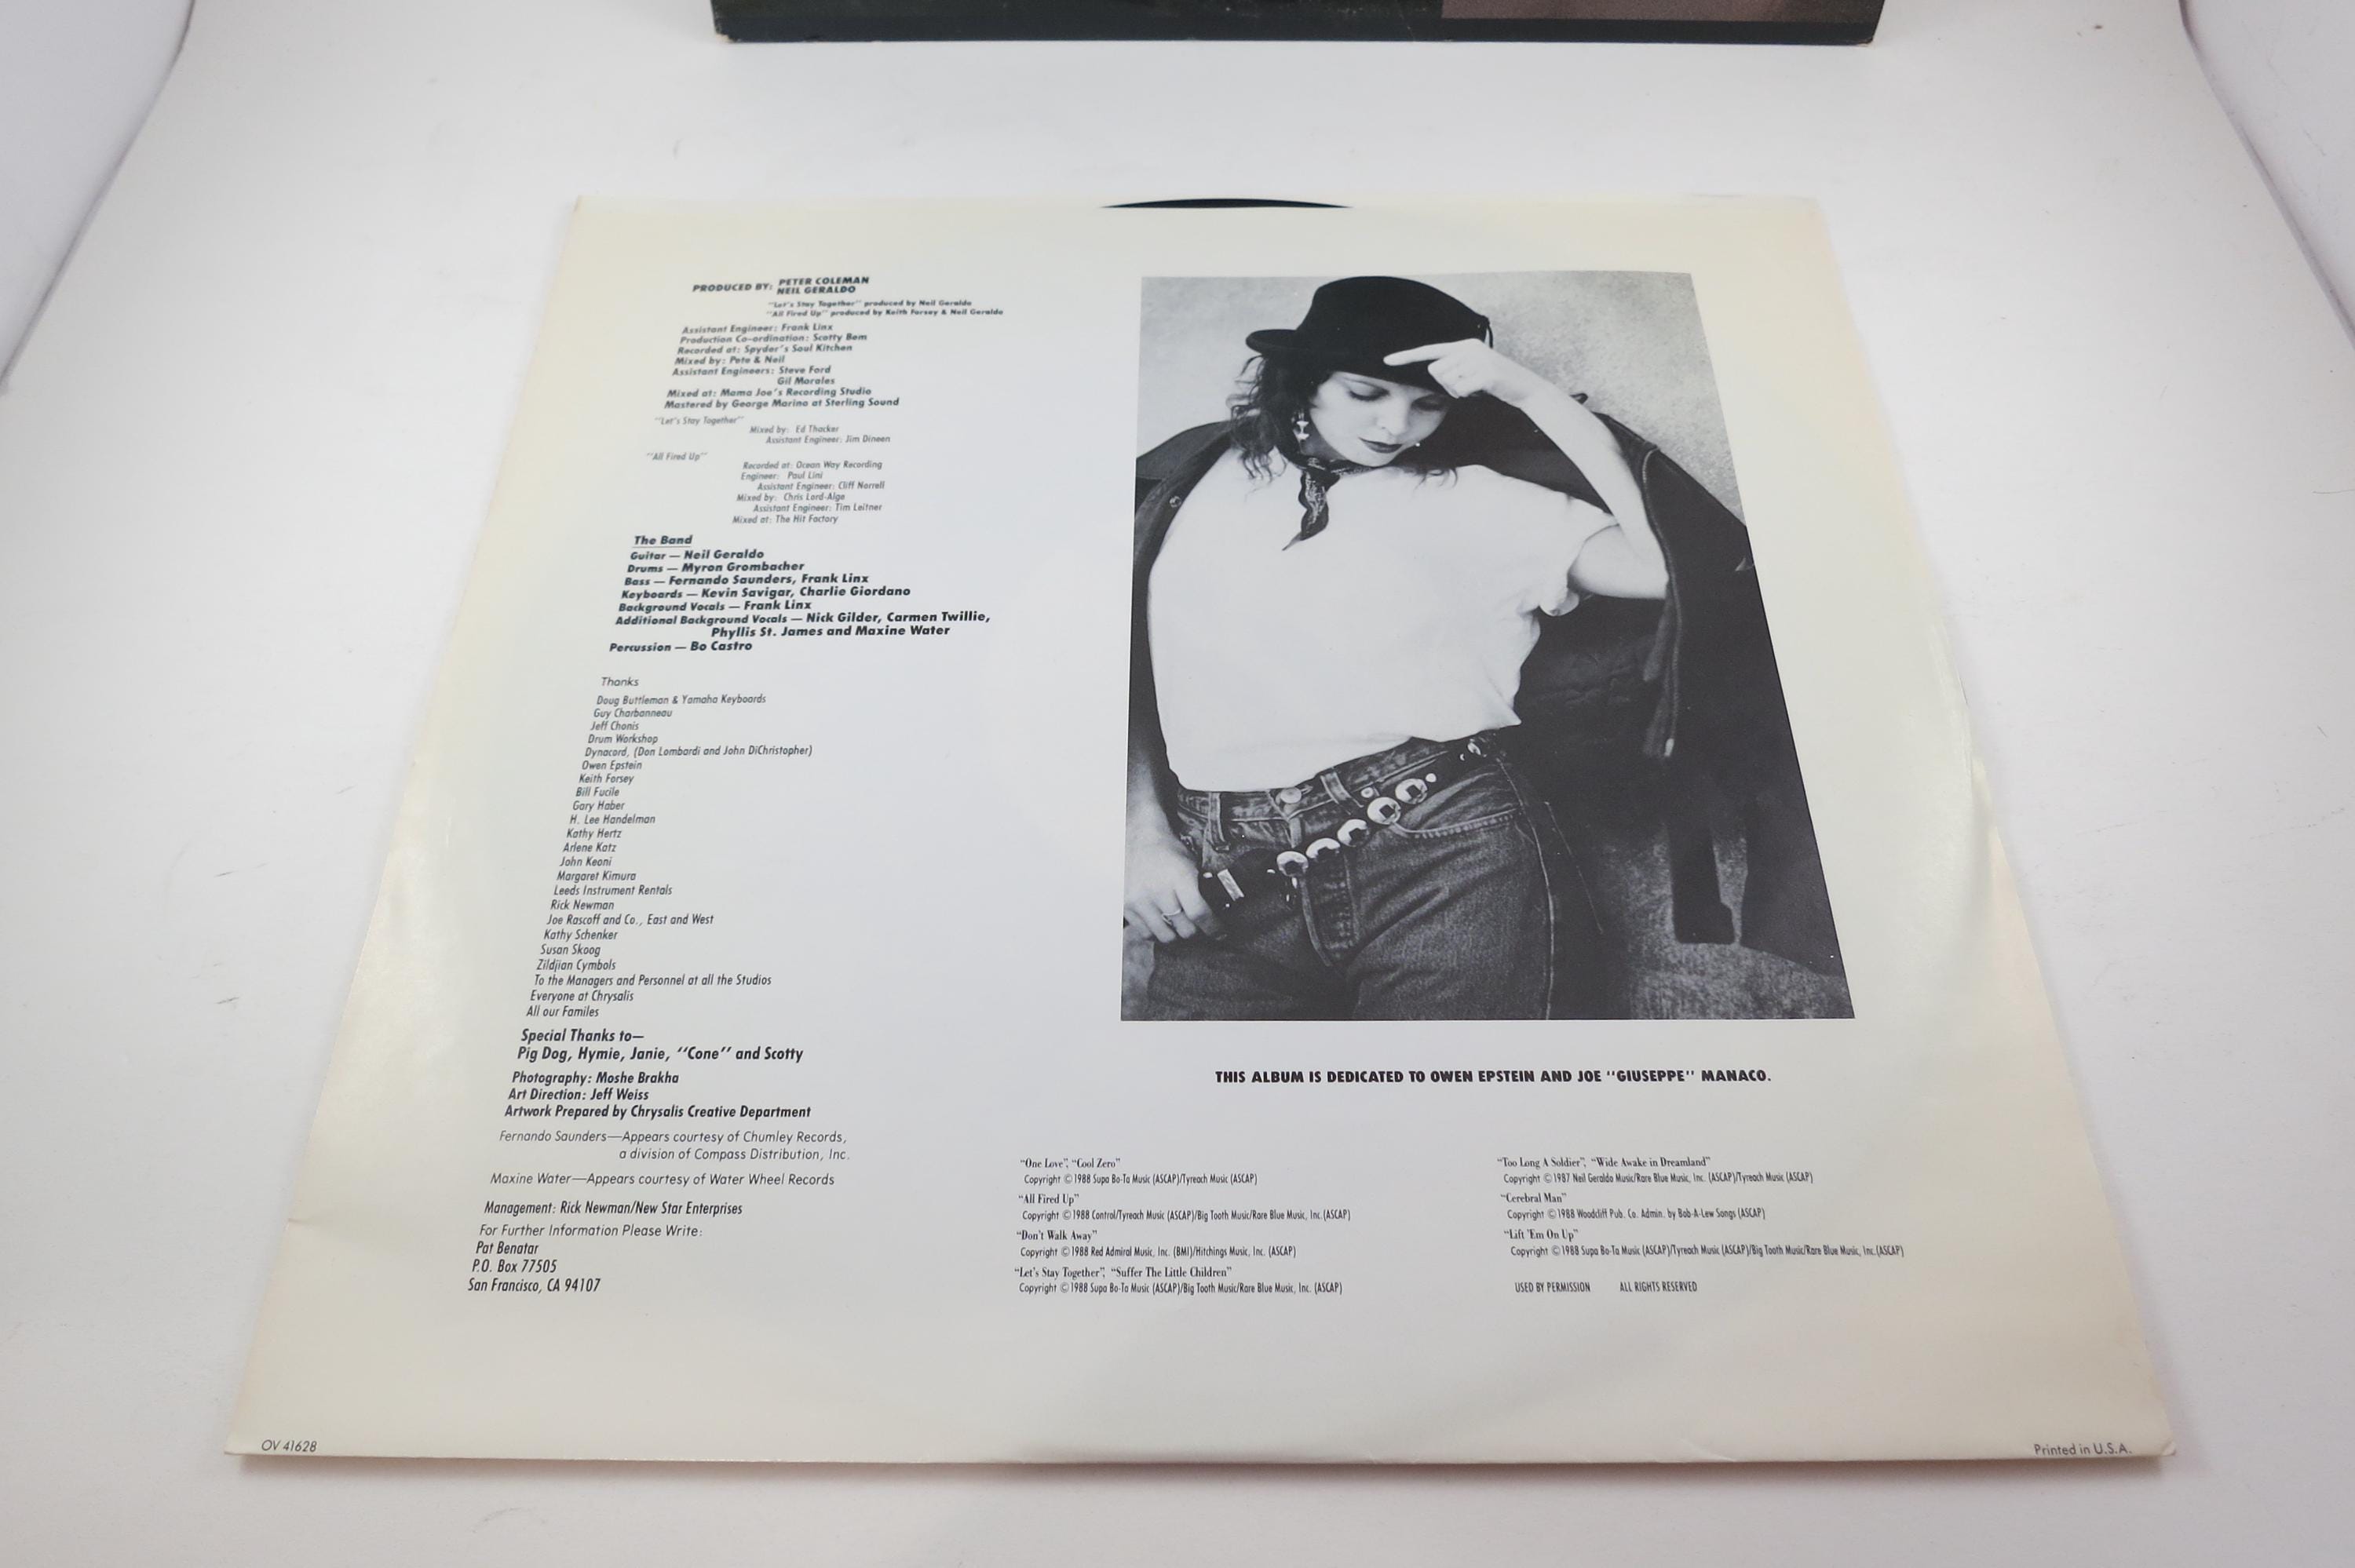 PRODUCED BY: PETER COLEMAN
NEIL GERALDO
"Let's Stay Together" produced by Neil Geraldo
"All Fired Up" produced by Keith Forsey & Neil Geraldo
Assistant Engineer: Frank Linx
Production Co-ordination: Scotty Bem
Recorded at: Spyder's Soul Kitchen
Mixed by: Pete & Neil
Assistant Engineers: Steve Ford
Gil Morales
Mixed at: Mama Joe's Recording Studio
Mastered by George Marino at Sterling Sound
"Let's Stay Together"
Mixed by: Ed Thacker
Assistant Engineer: Jim Dineen
"All Fired Up"
Recorded at: Ocean Way Recording
Engineer: Paul Lini
Assistant Engineer: Cliff Norrell
Mixed by: Chris Lord-Alge
Assistant Engineer: Tim Leitner
Mixed at: The Hit Factory
The Band
Guitar — Neil Geraldo
Drums — Myron Grombacher
Bass — Fernando Saunders, Frank Linx
Keyboards — Kevin Savigar, Charlie Giordano
Background Vocals — Frank Linx
Additional Background Vocals — Nick Gilder, Carmen Twillie,
Phyllis St. James and Maxine Water
Percussion — Bo Castro
Thanks
Doug Buttleman & Yamaha Keyboards
Guy Charbanneau
Jeff Chonis
Drum Workshop
Dynacord, (Don Lombardi and John DiChristopher)
Owen Epstein
Keith Forsey
Bill Fucile
Gary Haber
H. Lee Handelman
Kathy Hertz
Arlene Katz
John Keoni
Margaret Kimura
Leeds Instrument Rentals
Rick Newman
Joe Rascoff and Co., East and West
Kathy Schenker
Susan Skoog
Zildjian Cymbols
To the Managers and Personnel at all the Studios
Everyone at Chrysalis
All our Familes
Special Thanks to—
Pig Dog, Hymie, Janie, "Cone" and Scotty
Photography: Moshe Brakha
Art Direction: Jeff Weiss
Artwork Prepared by Chrysalis Creative Department
Fernando Saunders—Appears courtesy of Chumley Records,
a division of Compass Distribution, Inc.
Maxine Water—Appears courtesy of Water Wheel Records
Management: Rick Newman/New Star Enterprises
For Further Information Please Write:
Pat Benatar
P.O. Box 77505
San Francisco, CA 94107
THIS ALBUM IS DEDICATED TO OWEN EPSTEIN AND JOE "GIUSEPPE" MANACO.
"One Love", "Cool Zero"
Copyright ©1988 Supa Bo-Ta Music (ASCAP)/Tyreach Music (ASCAP)
"All Fired Up"
Copyright ©1988 Control/Tyreach Music (ASCAP)/Big Tooth Music/Rare Blue Music, Inc.(ASCAP)
"Don't Walk Away"
Copyright ©1988 Red Admiral Music, Inc. (BMI)/Hitchings Music, Inc. (ASCAP)
"Let's Stay Together", "Suffer The Little Children"
Copyright ©1988 Supa Bo-Ta Music (ASCAP)/Big Tooth Music/Rare Blue Music, Inc. (ASCAP)
"Too Long A Soldier", "Wide Awake in Dreamland"
Copyright ©1987 Neil Geraldo Music/Rare Blue Music, Inc. (ASCAP)/Tyreach Music (ASCAP)
"Cerebral Man"
Copyright ©1988 Woodcliff Pub. Co. Admin. by Bob-A-Lew Songs (ASCAP)
"Lift 'Em On Up"
Copyright ©1988 Supa Bo-Ta Music (ASCAP)/Tyreach Music (ASCAP)/Big Tooth Music/Rare Blue Music, Inc.(ASCAP)
USED BY PERMISSION ALL RIGHTS RESERVED
OV 41628
Printed in U.S.A.